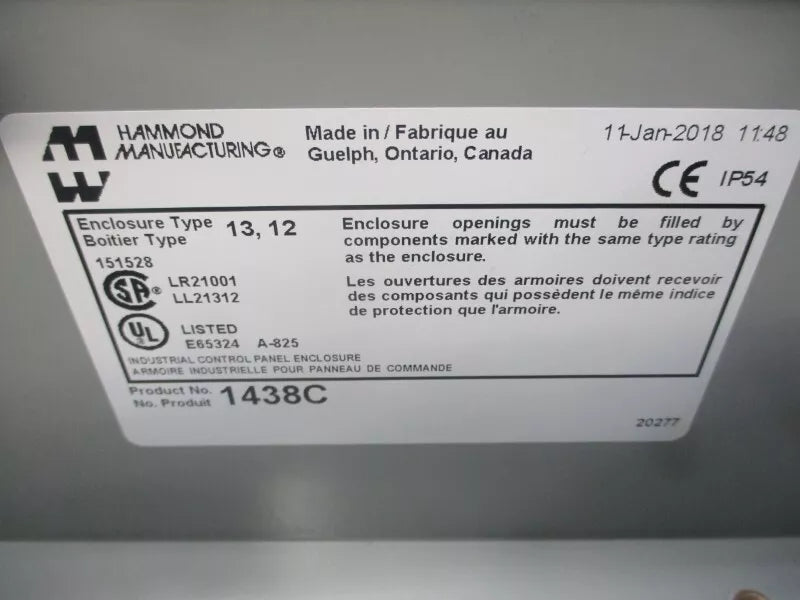 HAMMOND
MANUFACTURING®
Made in / Fabrique au
Guelph, Ontario, Canada
11-Jan-2018 11:48
CE IP54
Enclosure Type
Boitier Type
13, 12
151528
SA ® LR21001
LL21312
UL LISTED
E65324 A-825
INDUSTRIAL CONTROL PANEL ENCLOSURE
ARMOIRE INDUSTRIELLE POUR PANNEAU DE COMMANDE
Enclosure openings must be filled by
components marked with the same type rating
as the enclosure.
Les ouvertures des armoires doivent recevoir
des composants qui possèdent le même indice
de protection que l'armoire.
Product No.
No. Produit
1438C
20277